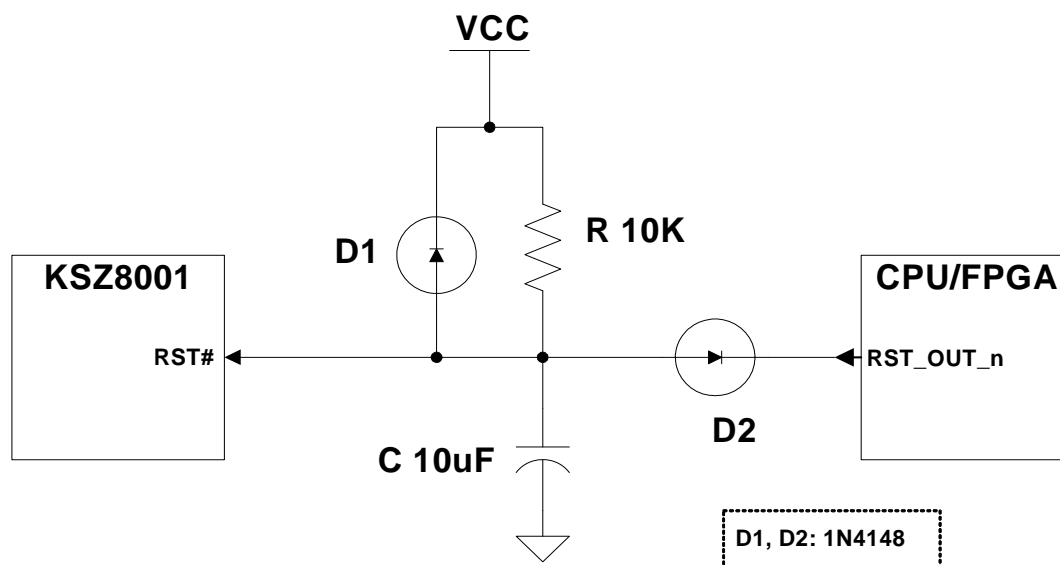 VCC
D1
R 10K
KSZ8001
CPU/FPGA
RST#
RST_OUT_n
D2
C 10uF
D1, D2: 1N4148